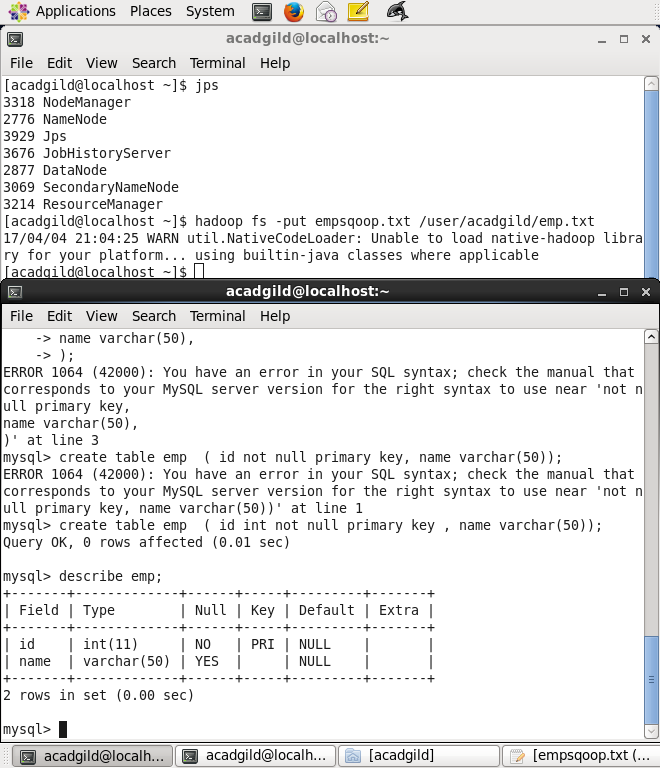 Applications Places System
acadgild@localhost:~
File Edit View Search Terminal Help
[acadgild@localhost ~]$ jps
3318 NodeManager
2776 NameNode
3929 Jps
3676 JobHistoryServer
2877 DataNode
3069 SecondaryNameNode
3214 ResourceManager
[acadgild@localhost ~]$ hadoop fs -put empsqoop.txt /user/acadgild/emp.txt
17/04/04 21:04:25 WARN util.NativeCodeLoader: Unable to load native-hadoop libra
ry for your platform... using builtin-java classes where applicable
[acadgild@localhost ~]$
acadgild@localhost:~
File Edit View Search Terminal Help
    -> name varchar(50),
    -> );
ERROR 1064 (42000): You have an error in your SQL syntax; check the manual that
corresponds to your MySQL server version for the right syntax to use near 'not n
ull primary key,
name varchar(50),
)' at line 3
mysql> create table emp  ( id not null primary key, name varchar(50));
ERROR 1064 (42000): You have an error in your SQL syntax; check the manual that
corresponds to your MySQL server version for the right syntax to use near 'not n
ull primary key, name varchar(50))' at line 1
mysql> create table emp  ( id int not null primary key , name varchar(50));
Query OK, 0 rows affected (0.01 sec)
mysql> describe emp;
+-------+-------------+------+-----+---------+-------+
| Field | Type        | Null | Key | Default | Extra |
+-------+-------------+------+-----+---------+-------+
| id    | int(11)     | NO   | PRI | NULL    |       |
| name  | varchar(50) | YES  |     | NULL    |       |
+-------+-------------+------+-----+---------+-------+
2 rows in set (0.00 sec)
mysql>
acadgild@localh... acadgild@localh... [acadgild] [empsqoop.txt (...